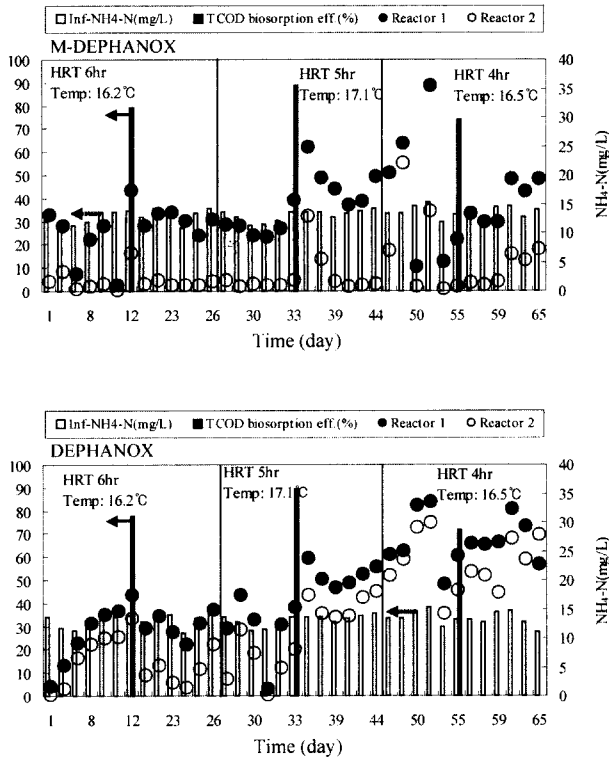 Inf-NH4-N(mg/L) TCOD biosorption eff.(%) Reactor 1 Reactor 2
M-DEPHANOX
HRT 6hr
Temp: 16.2℃
HRT 5hr
Temp: 17.1℃
HRT 4hr
Temp: 16.5℃
100
90
80
70
60
50
40
30
20
10
0
40
35
30
25
20
15
10
5
0
NH₄-N(mg/L)
1 8 12 23 26 33 39 44 50 55 65
Time (day)
Inf-NH4-N(mg/L) TCOD biosorption eff.(%) Reactor 1 Reactor 2
DEPHANOX
HRT 6hr
Temp: 16.2℃
HRT 5hr
Temp: 17.1℃
HRT 4hr
Temp: 16.5℃
100
90
80
70
60
50
40
30
20
10
0
40
35
30
25
20
15
10
5
0
NH₄-N(mg/L)
1 8 12 23 26 33 39 44 50 55 65
Time (day)